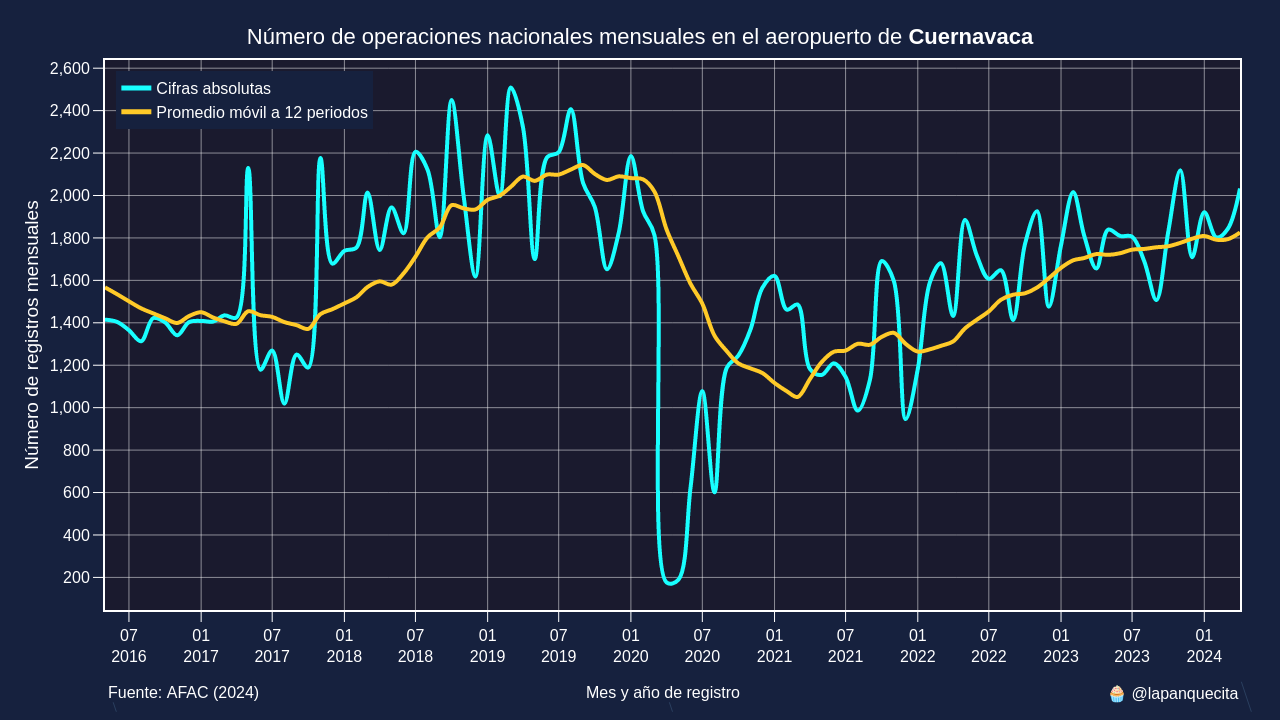 Número de operaciones nacionales mensuales en el aeropuerto de Cuernavaca
Cifras absolutas
Promedio móvil a 12 periodos
Número de registros mensuales
2,600
2,400
2,200
2,000
1,800
1,600
1,400
1,200
1,000
800
600
400
200
07 01 07 01 07 01 07 01 07 01 07 01 07 01 07 01
2016 2017 2017 2018 2018 2019 2019 2020 2020 2021 2021 2022 2022 2023 2023 2024
Fuente: AFAC (2024) Mes y año de registro 🧁 @lapanquecita